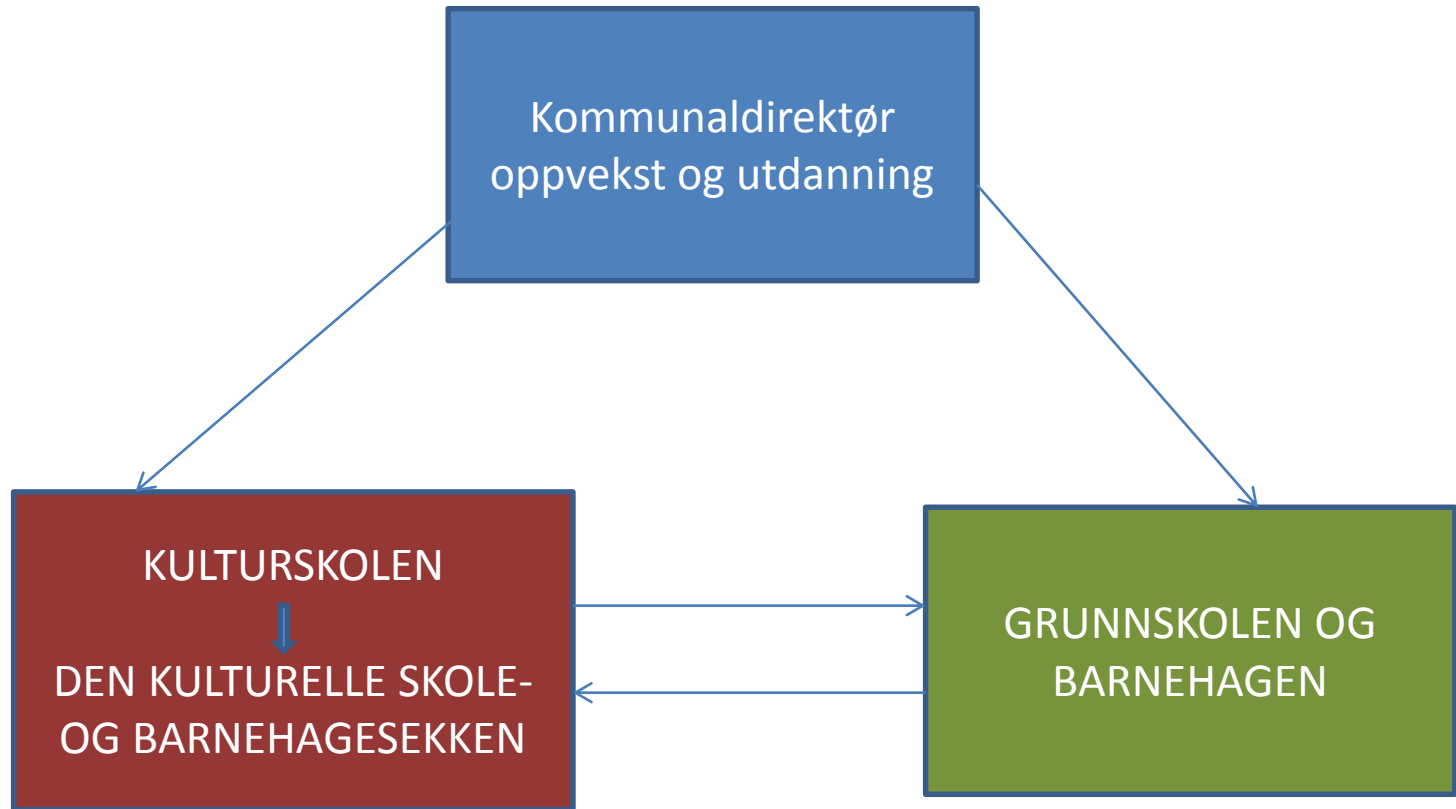 Kommunaldirektør
oppvekst og utdanning
KULTURSKOLEN
DEN KULTURELLE SKOLE-
OG BARNEHAGESEKKEN
GRUNNSKOLEN OG
BARNEHAGEN